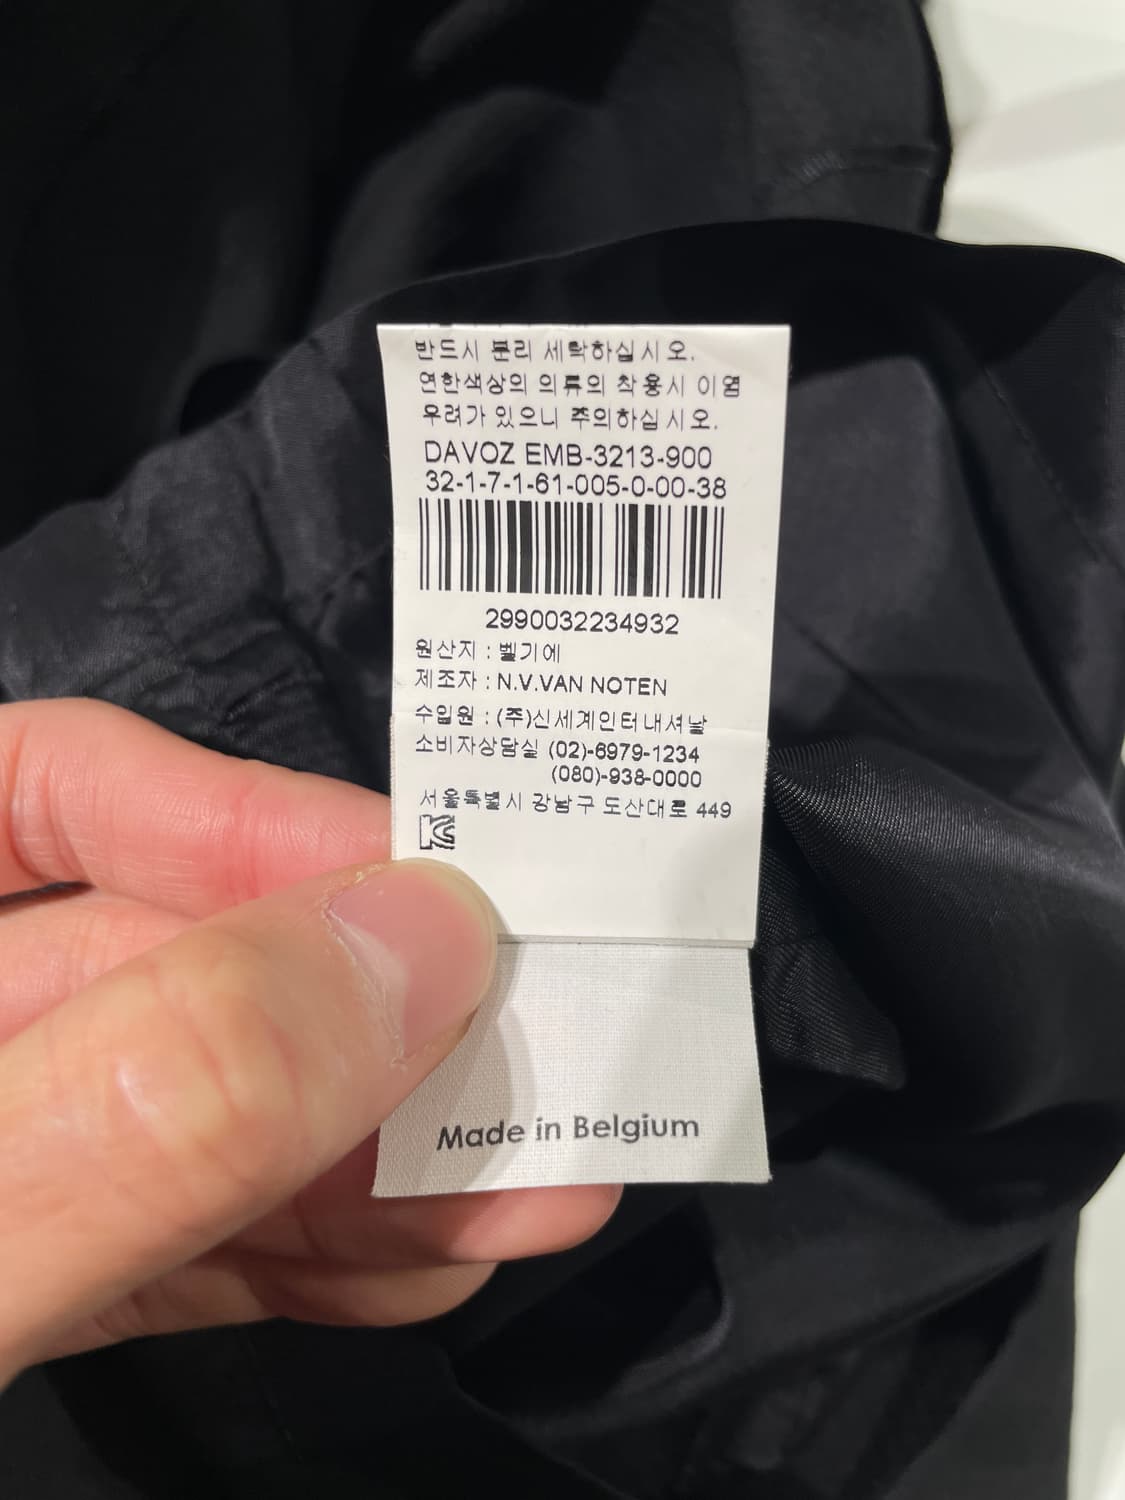 반드시 분리 세탁하십시오.
연한색상의 의류의 착용시 이염
우려가 있으니 주의하십시오.
DAVOZ EMB-3213-900
32-1-7-1-61-005-0-00-38
2990032234932
원산지 : 벨기에
제조자 : N.V.VAN NOTEN
수입원 : (주)신세계인터내셔날
소비자상담실 (02)-6979-1234
(080)-938-0000
서울특별시 강남구 도산대로 449
Made in Belgium